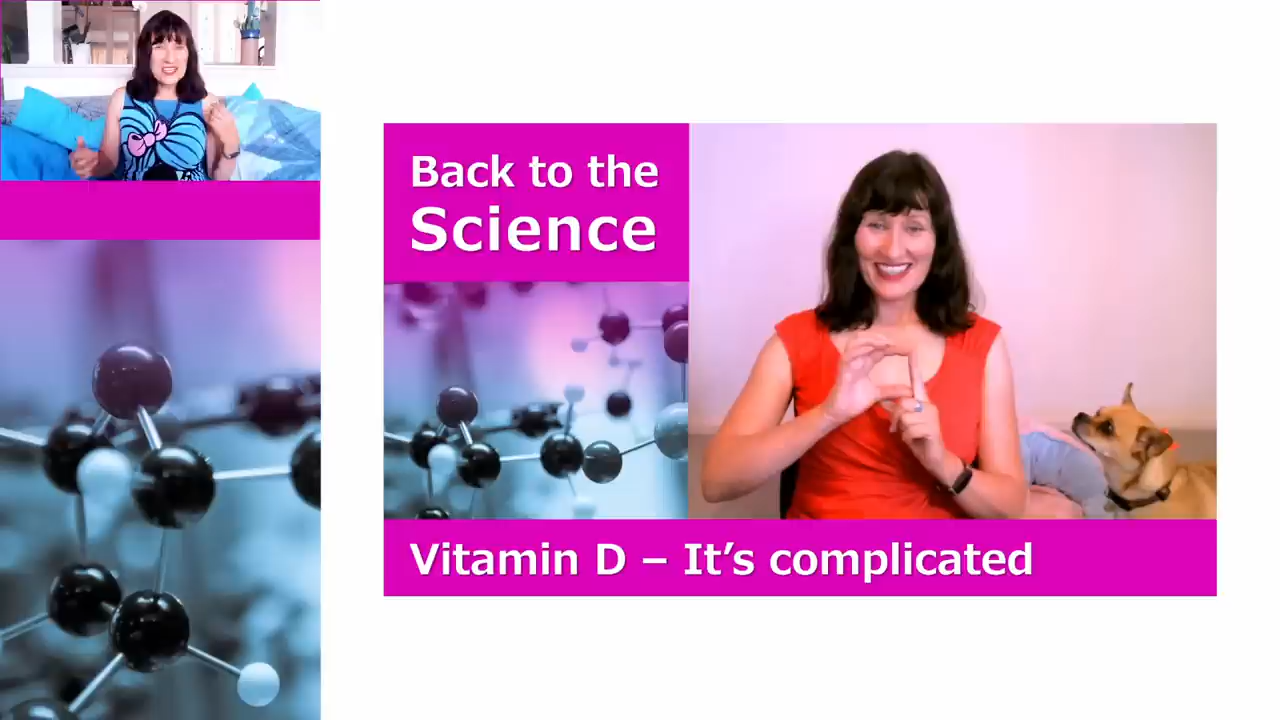 Back to the
Science
Vitamin D – It's complicated